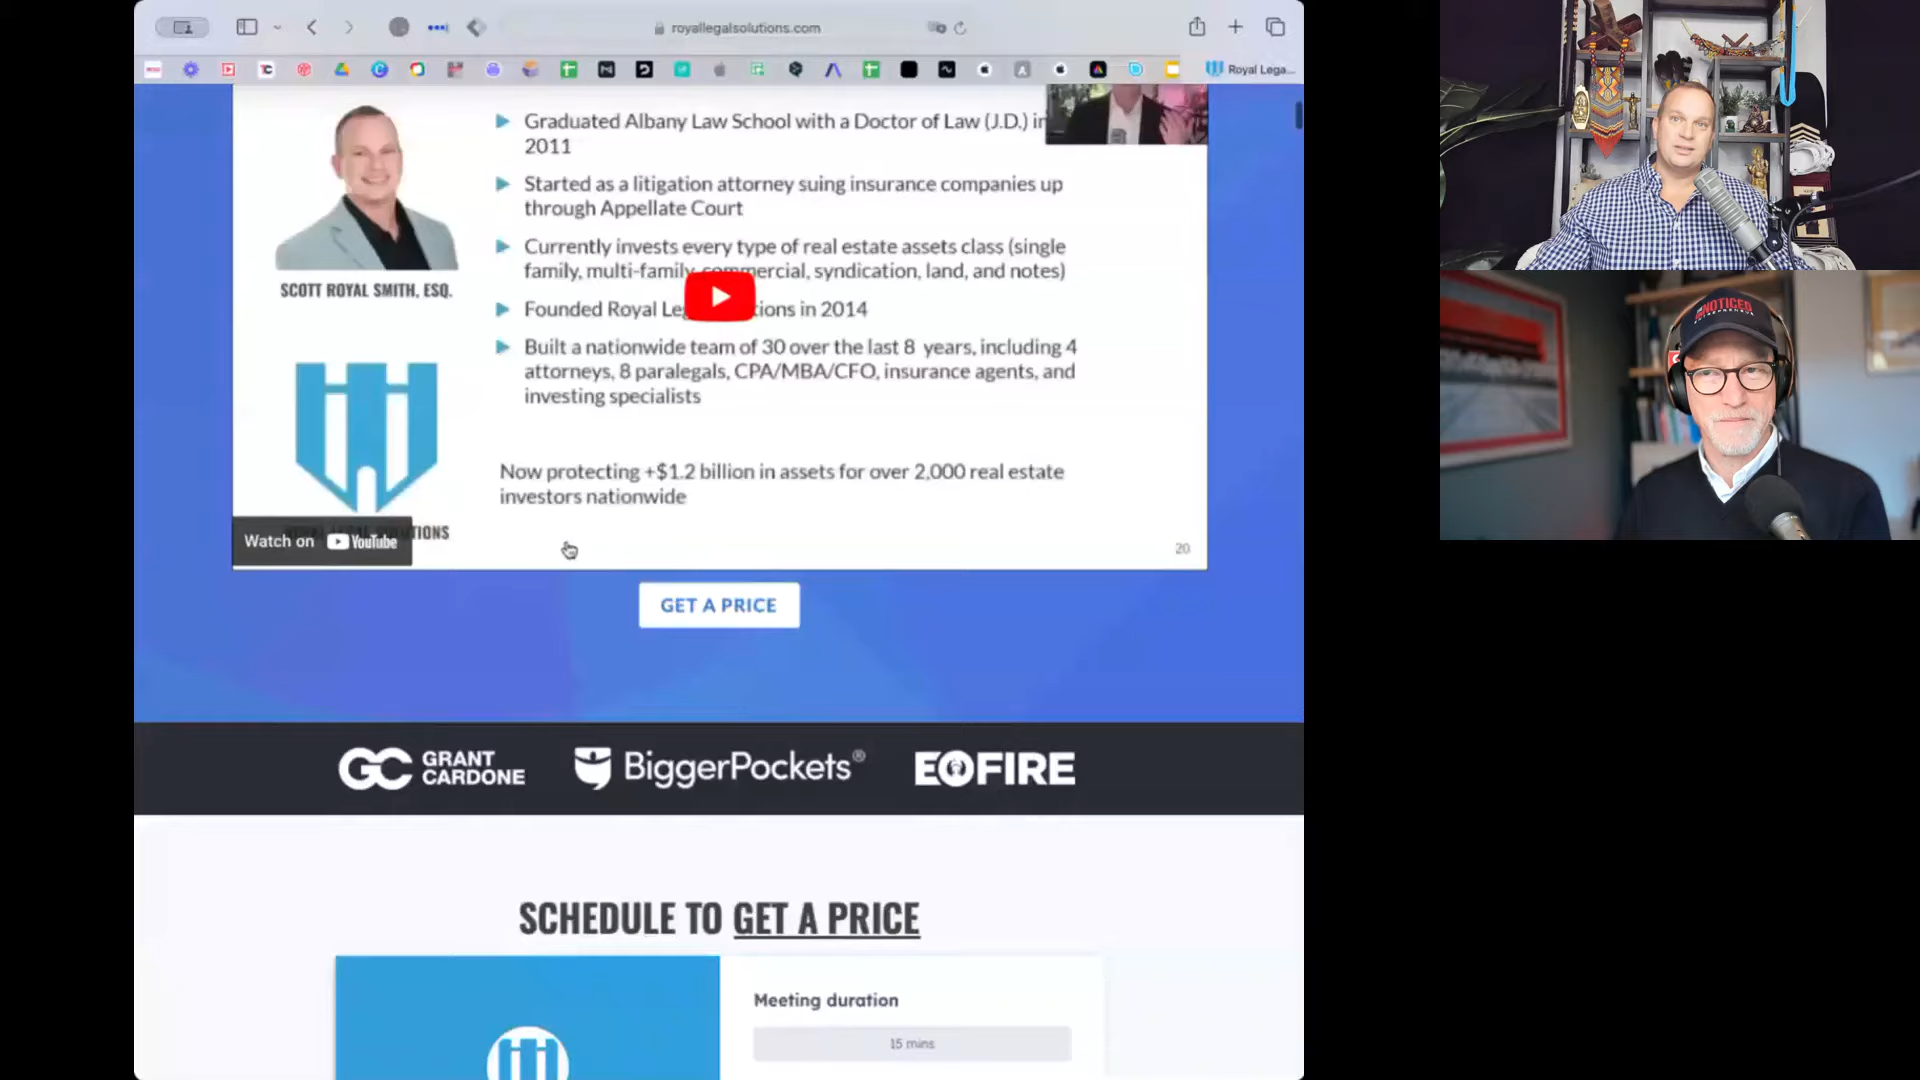 royallegalsolutions.com
Royal Lega...
Graduated Albany Law School with a Doctor of Law (J.D.) in
2011
Started as a litigation attorney suing insurance companies up
through Appellate Court
Currently invests every type of real estate assets class (single
family, multi-family, commercial, syndication, land, and notes)
SCOTT ROYAL SMITH, ESQ.
Founded Royal Le tions in 2014
Built a nationwide team of 30 over the last 8 years, including 4
attorneys, 8 paralegals, CPA/MBA/CFO, insurance agents, and
investing specialists
Now protecting +$1.2 billion in assets for over 2,000 real estate
investors nationwide
Watch on YouTube
20
GET A PRICE
GC GRANT
CARDONE
BiggerPockets®
EOFIRE
SCHEDULE TO GET A PRICE
Meeting duration
15 mins
NOTICED